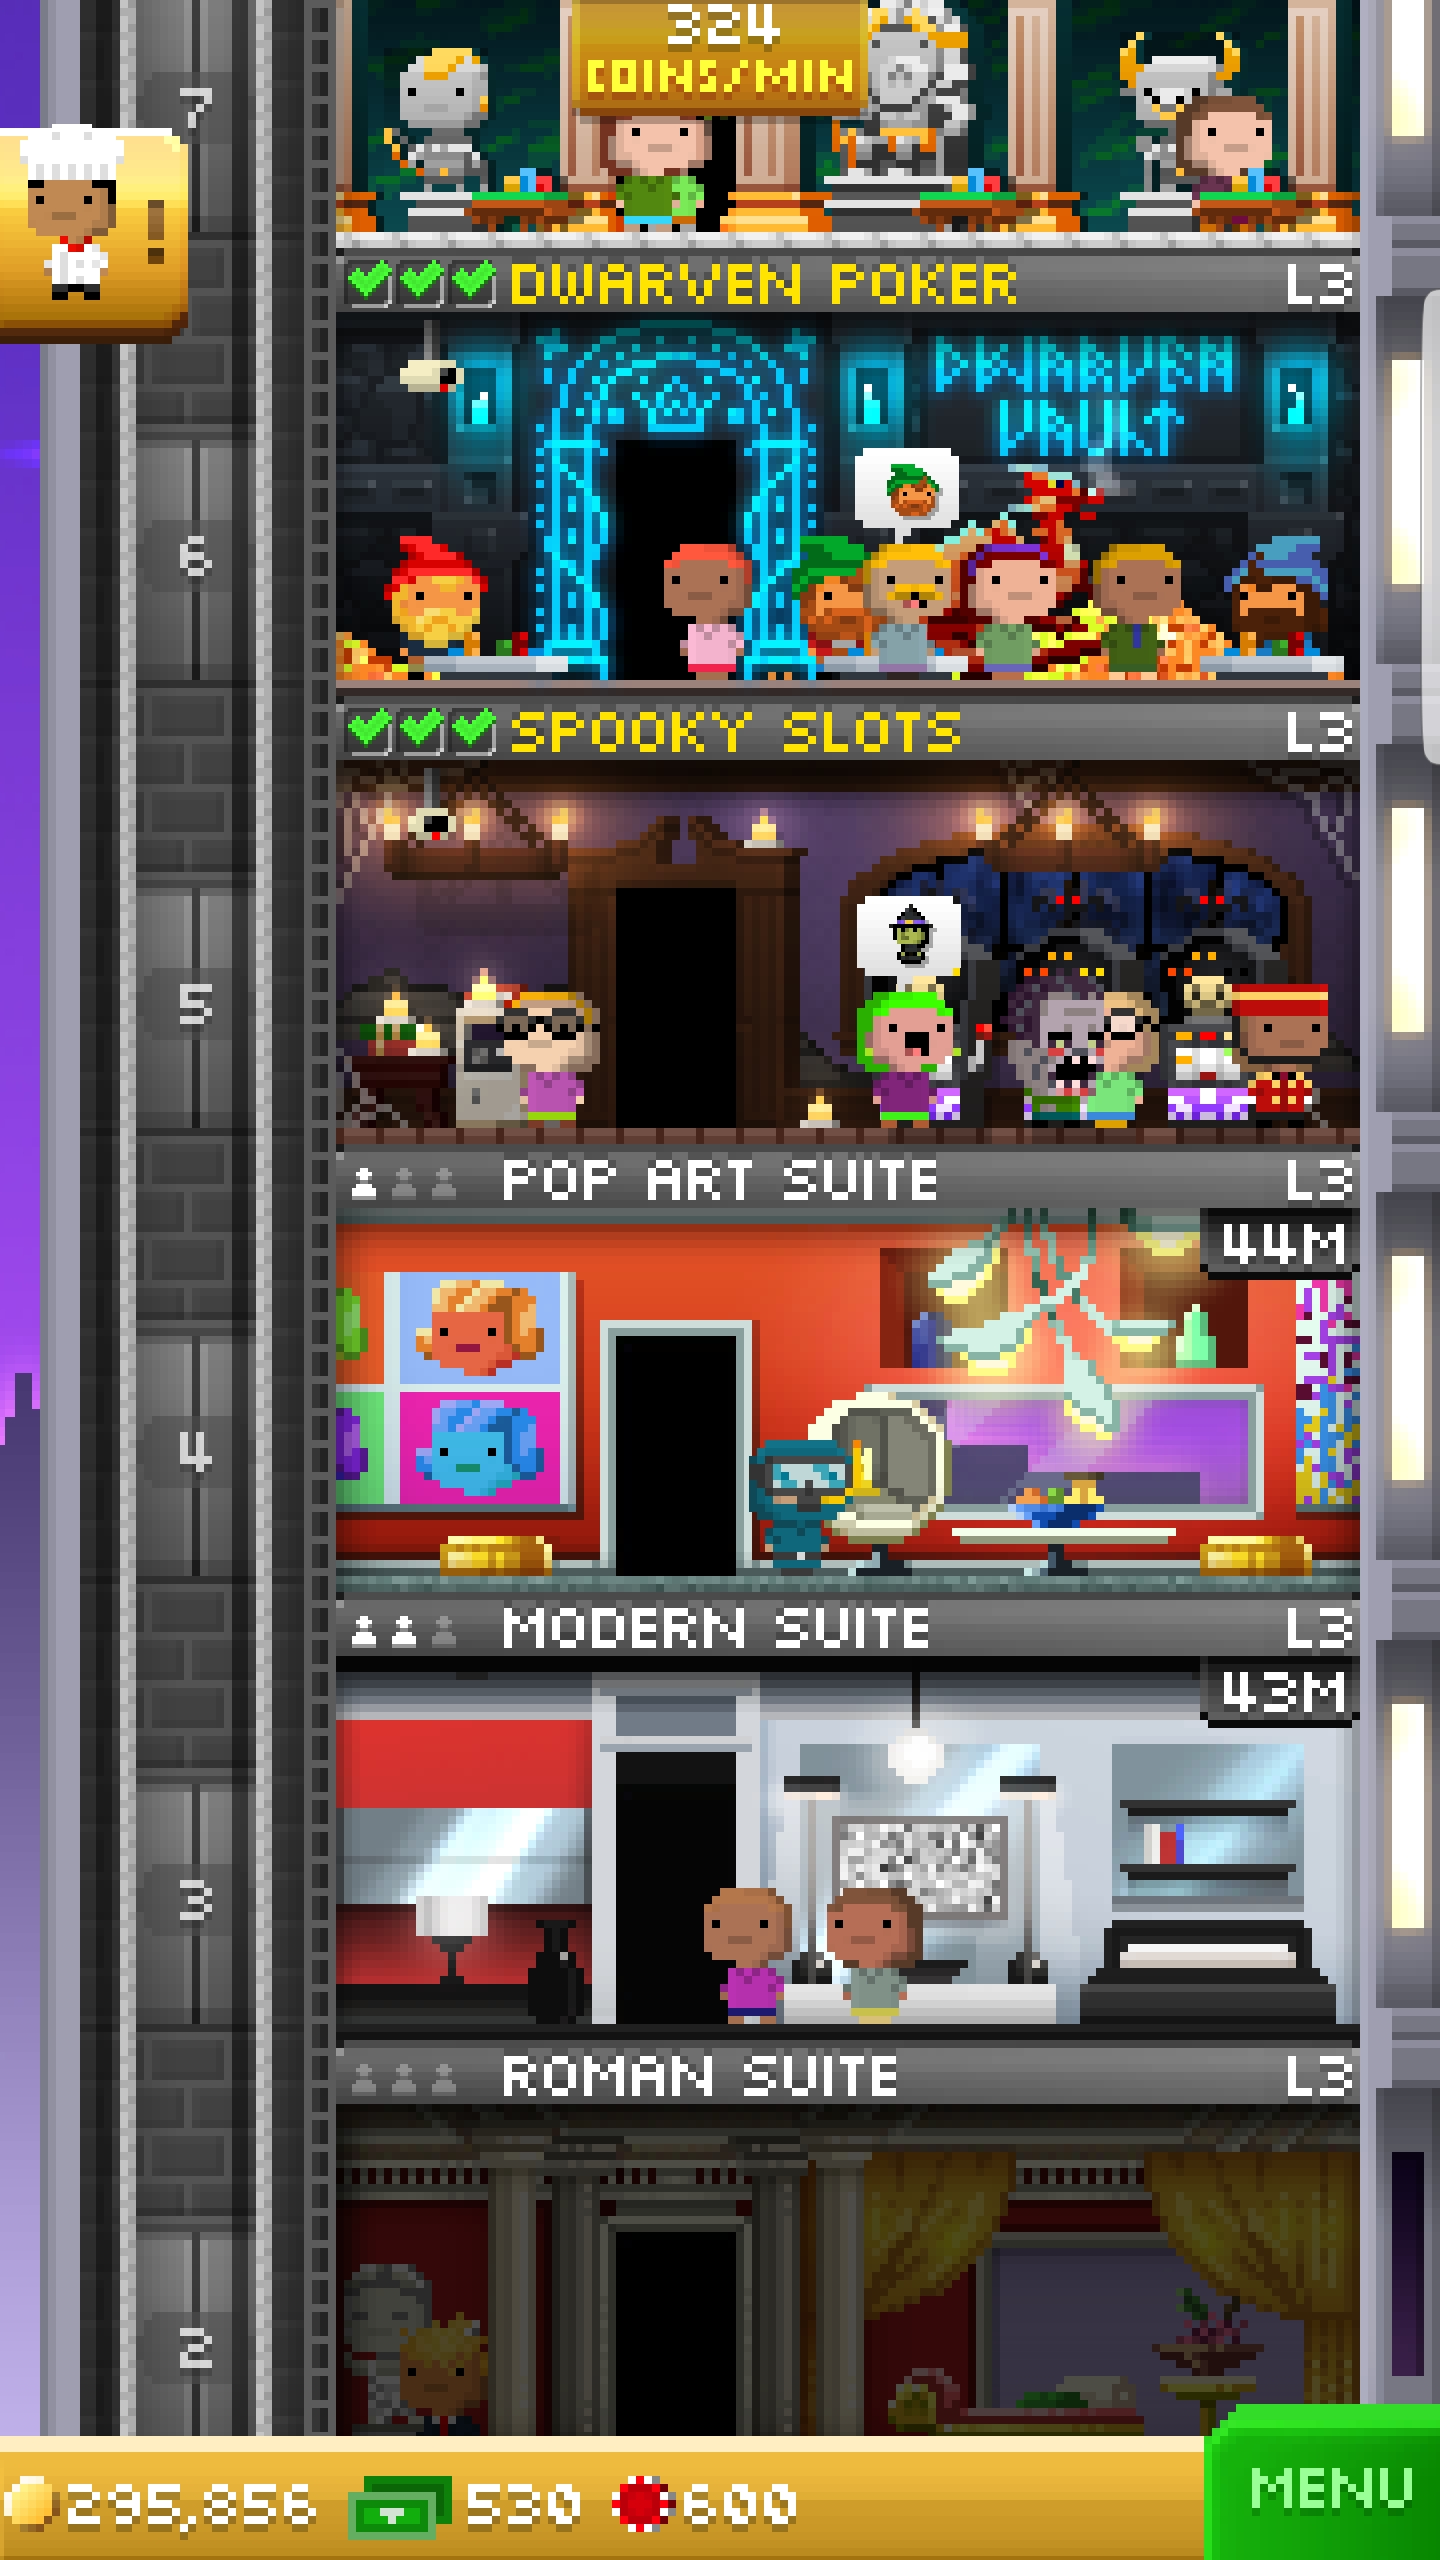 324
COINS/MIN
7
!
DWARVEN POKER L3
DWARVEN
VAULT
6
SPOOKY SLOTS L3
5
POP ART SUITE L3
44M
4
MODERN SUITE L3
43M
3
ROMAN SUITE L3
2
295,856 530 600
MENU